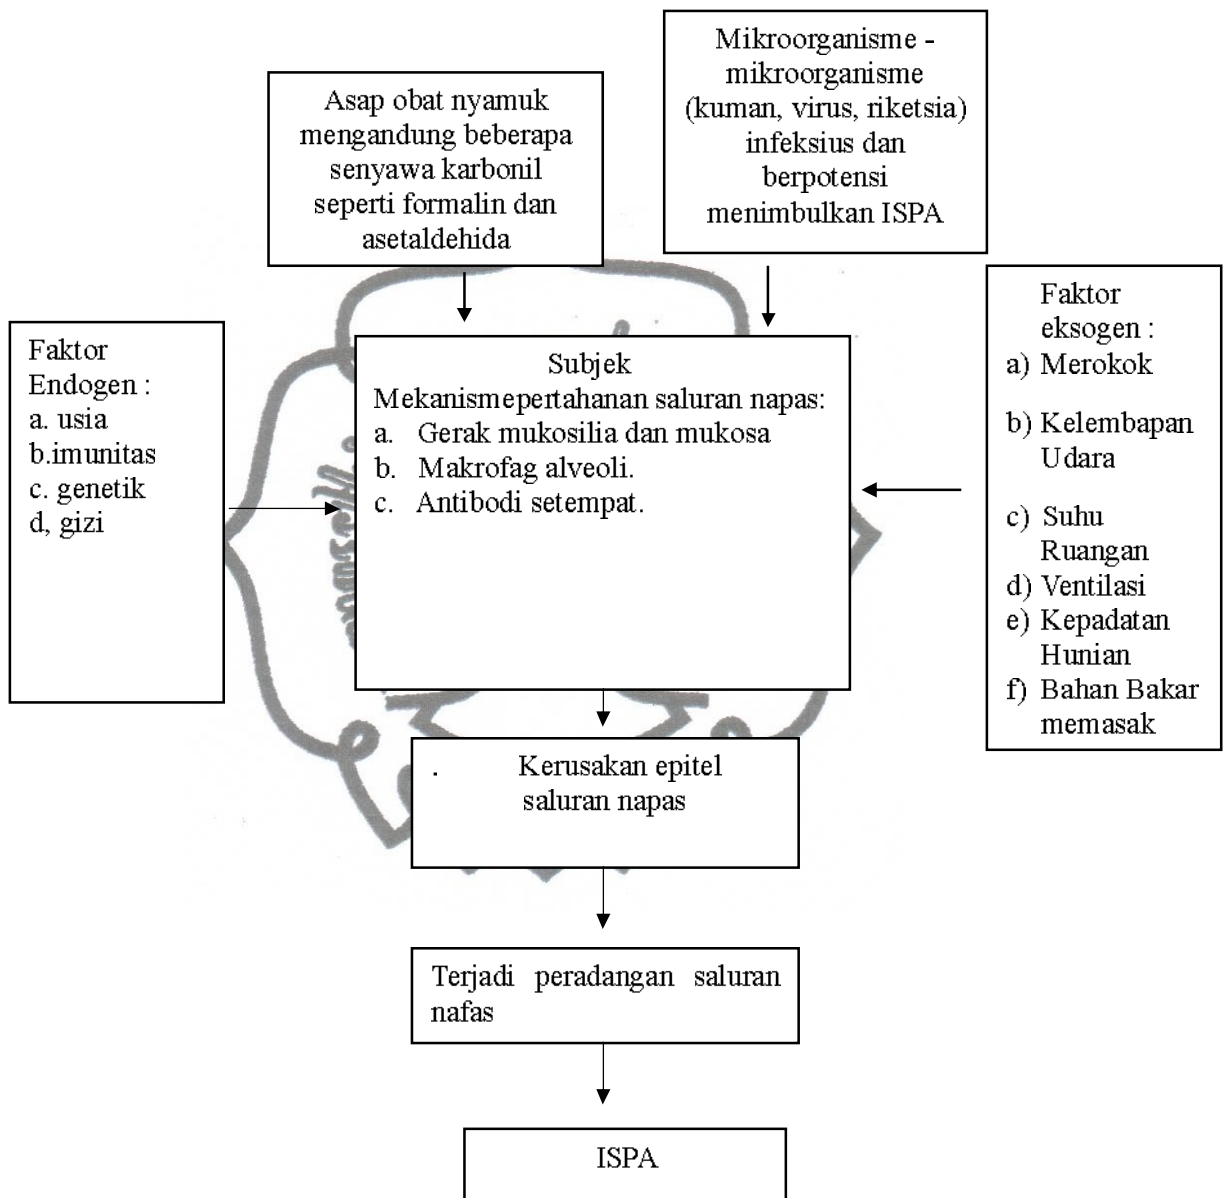 Mikroorganisme -
mikroorganisme
(kuman, virus, riketsia)
infeksius dan
berpotensi
menimbulkan ISPA
Asap obat nyamuk
mengandung beberapa
senyawa karbonil
seperti formalin dan
asetaldehida
Faktor
Endogen :
a. usia
b.imunitas
c. genetik
d, gizi
Subjek
Mekanismepertahanan saluran napas:
a. Gerak mukosilia dan mukosa
b. Makrofag alveoli.
c. Antibodi setempat.
Faktor
eksogen :
a) Merokok
b) Kelembapan
Udara
c) Suhu
Ruangan
d) Ventilasi
e) Kepadatan
Hunian
f) Bahan Bakar
memasak
. Kerusakan epitel
saluran napas
Terjadi peradangan saluran
nafas
ISPA